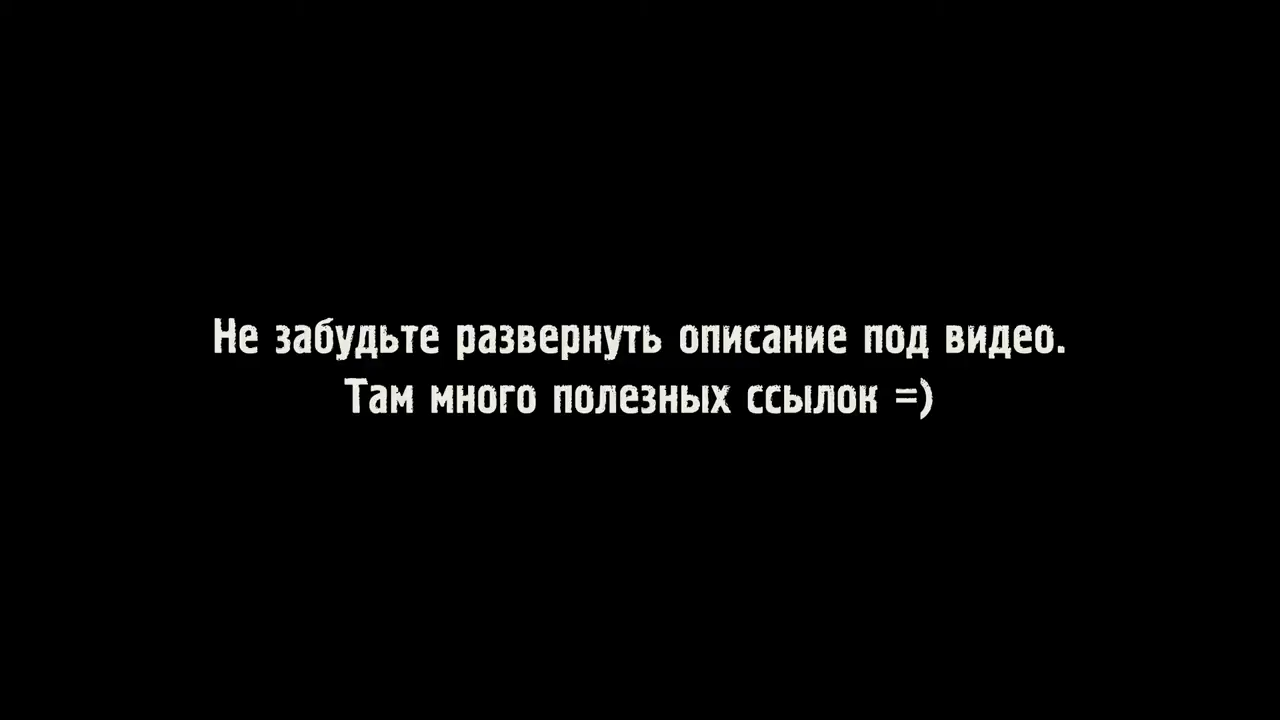 Не забудьте развернуть описание под видео.
Там много полезных ссылок =)